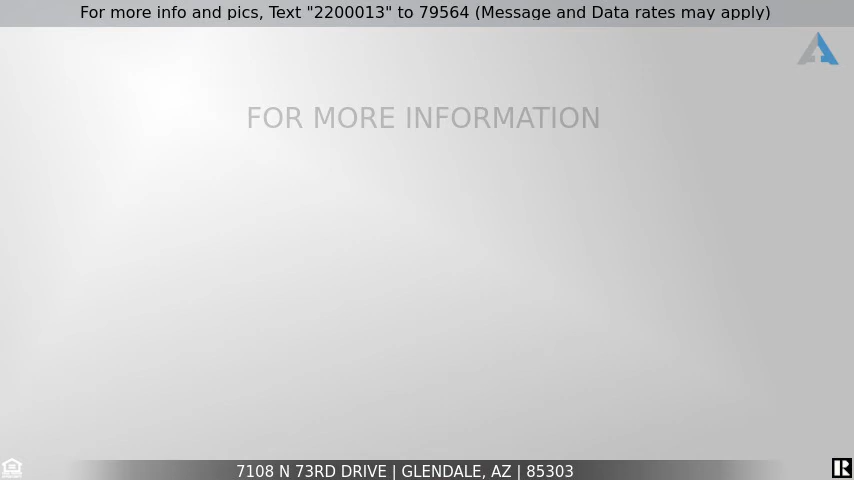 For more info and pics, Text "2200013" to 79564 (Message and Data rates may apply)
FOR MORE INFORMATION
7108 N 73RD DRIVE | GLENDALE, AZ | 85303